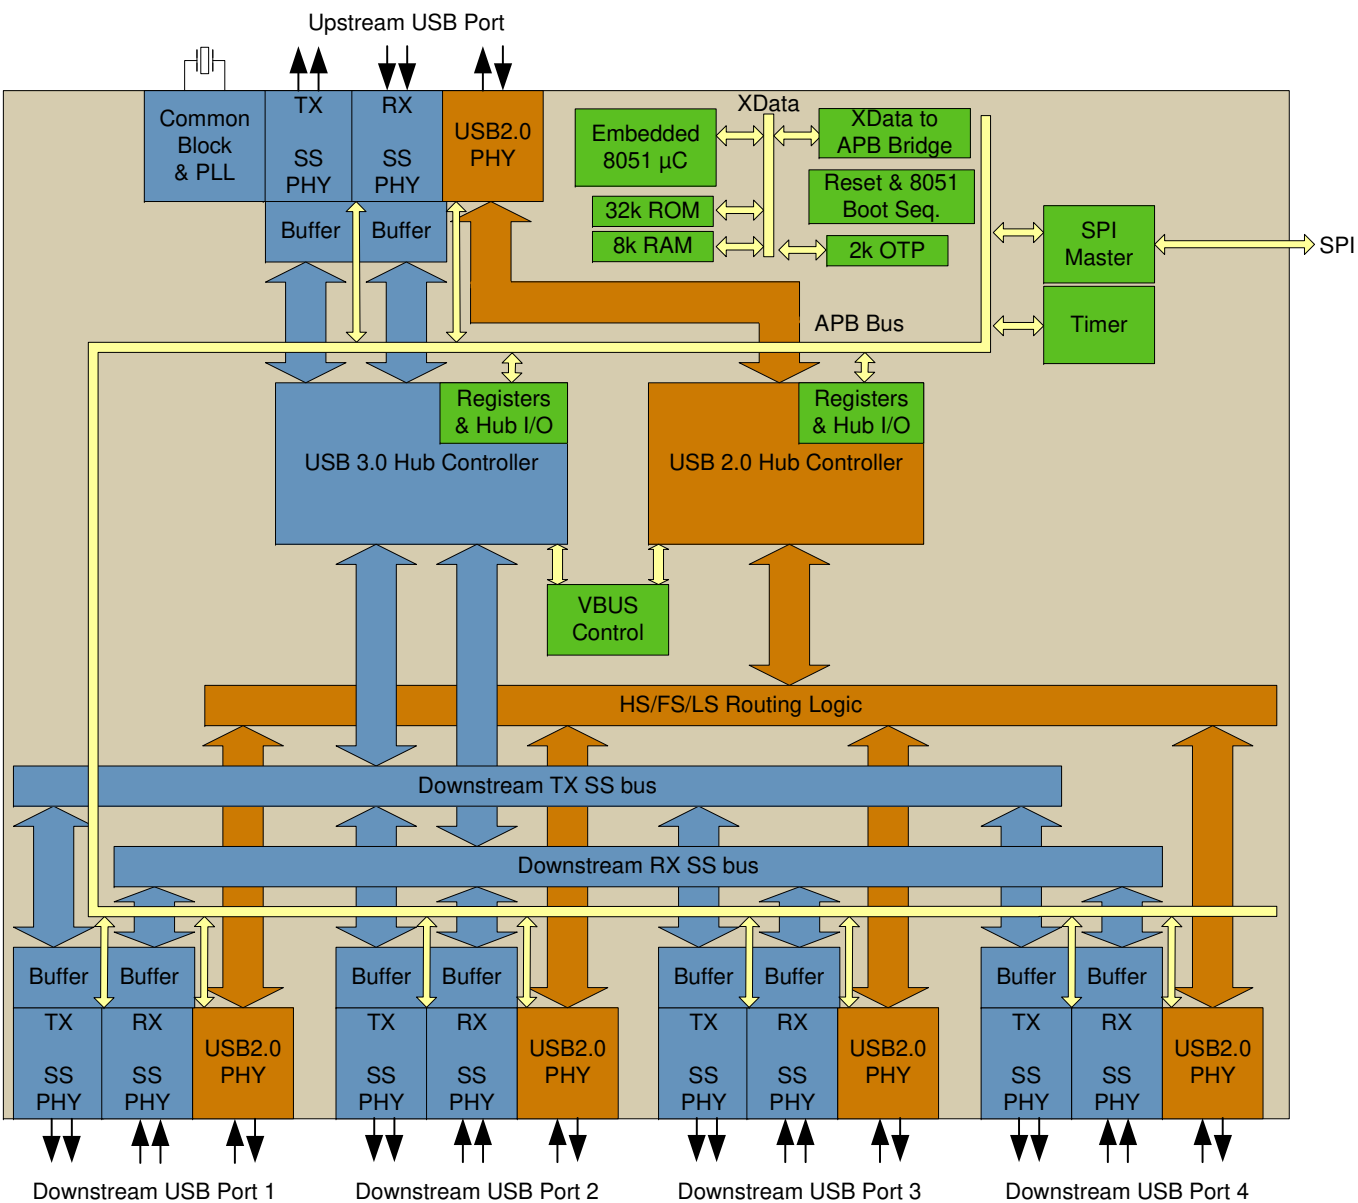 Upstream USB Port
Common
Block
& PLL
TX
SS
PHY
RX
SS
PHY
USB2.0
PHY
Buffer
Buffer
XData
Embedded
8051 µC
32k ROM
8k RAM
XData to
APB Bridge
Reset & 8051
Boot Seq.
2k OTP
SPI
Master
SPI
Timer
APB Bus
Registers
& Hub I/O
USB 3.0 Hub Controller
Registers
& Hub I/O
USB 2.0 Hub Controller
VBUS
Control
HS/FS/LS Routing Logic
Downstream TX SS bus
Downstream RX SS bus
Buffer
Buffer
TX
SS
PHY
RX
SS
PHY
USB2.0
PHY
Buffer
Buffer
TX
SS
PHY
RX
SS
PHY
USB2.0
PHY
Buffer
Buffer
TX
SS
PHY
RX
SS
PHY
USB2.0
PHY
Buffer
Buffer
TX
SS
PHY
RX
SS
PHY
USB2.0
PHY
Downstream USB Port 1
Downstream USB Port 2
Downstream USB Port 3
Downstream USB Port 4